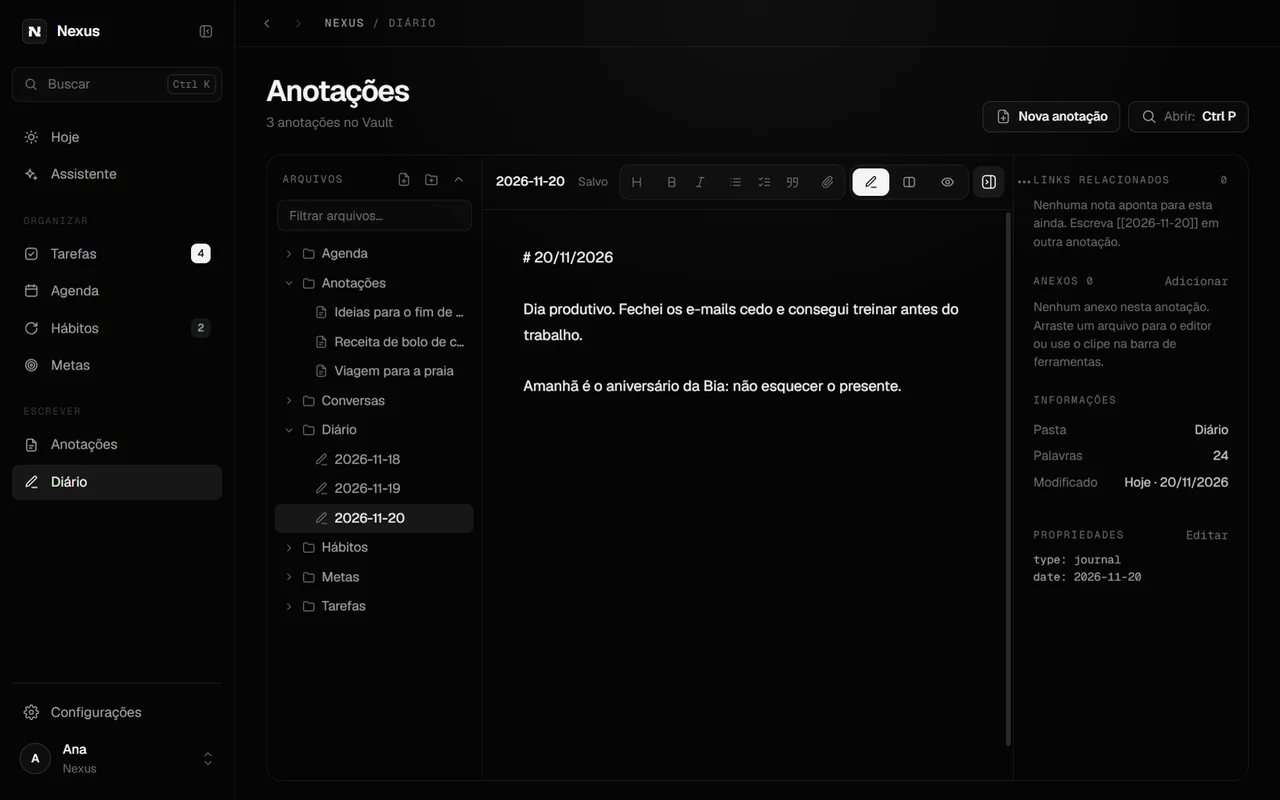 N Nexus
Buscar Ctrl K
Hoje
Assistente
ORGANIZAR
Tarefas 4
Agenda
Hábitos 2
Metas
ESCREVER
Anotações
Diário
Configurações
A Ana
Nexus
NEXUS / DIÁRIO
Anotações
3 anotações no Vault
Nova anotação
Abrir: Ctrl P
ARQUIVOS
Filtrar arquivos...
Agenda
Anotações
Ideias para o fim de ...
Receita de bolo de c...
Viagem para a praia
Conversas
Diário
2026-11-18
2026-11-19
2026-11-20
Hábitos
Metas
Tarefas
2026-11-20 Salvo H B I
# 20/11/2026
Dia produtivo. Fechei os e-mails cedo e consegui treinar antes do
trabalho.
Amanhã é o aniversário da Bia: não esquecer o presente.
LINKS RELACIONADOS 0
Nenhuma nota aponta para esta
ainda. Escreva [[2026-11-20]] em
outra anotação.
ANEXOS 0 Adicionar
Nenhum anexo nesta anotação.
Arraste um arquivo para o editor
ou use o clipe na barra de
ferramentas.
INFORMAÇÕES
Pasta Diário
Palavras 24
Modificado Hoje · 20/11/2026
PROPRIEDADES Editar
type: journal
date: 2026-11-20